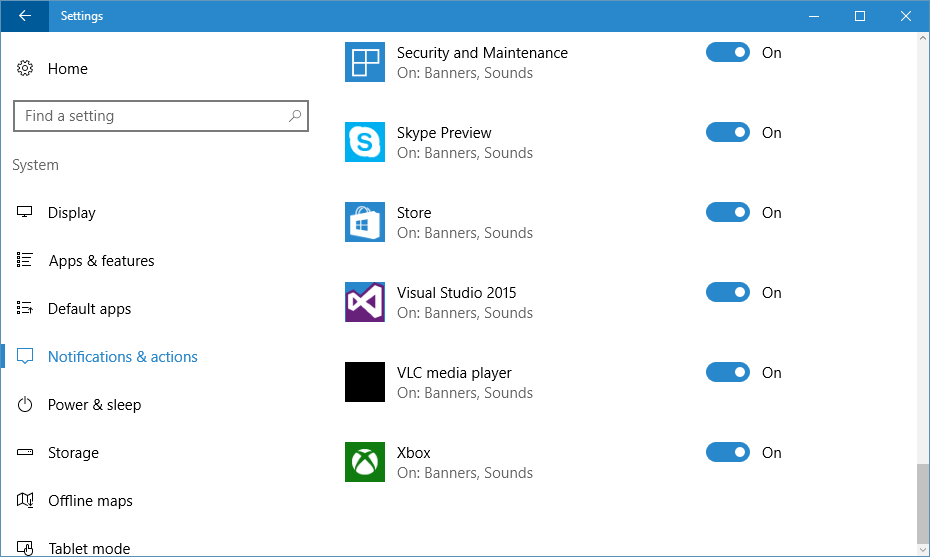 Settings
Home
Find a setting
System
Display
Apps & features
Default apps
Notifications & actions
Power & sleep
Storage
Offline maps
Tablet mode
Security and Maintenance
On: Banners, Sounds
On
Skype Preview
On: Banners, Sounds
On
Store
On: Banners, Sounds
On
Visual Studio 2015
On: Banners, Sounds
On
VLC media player
On: Banners, Sounds
On
Xbox
On: Banners, Sounds
On